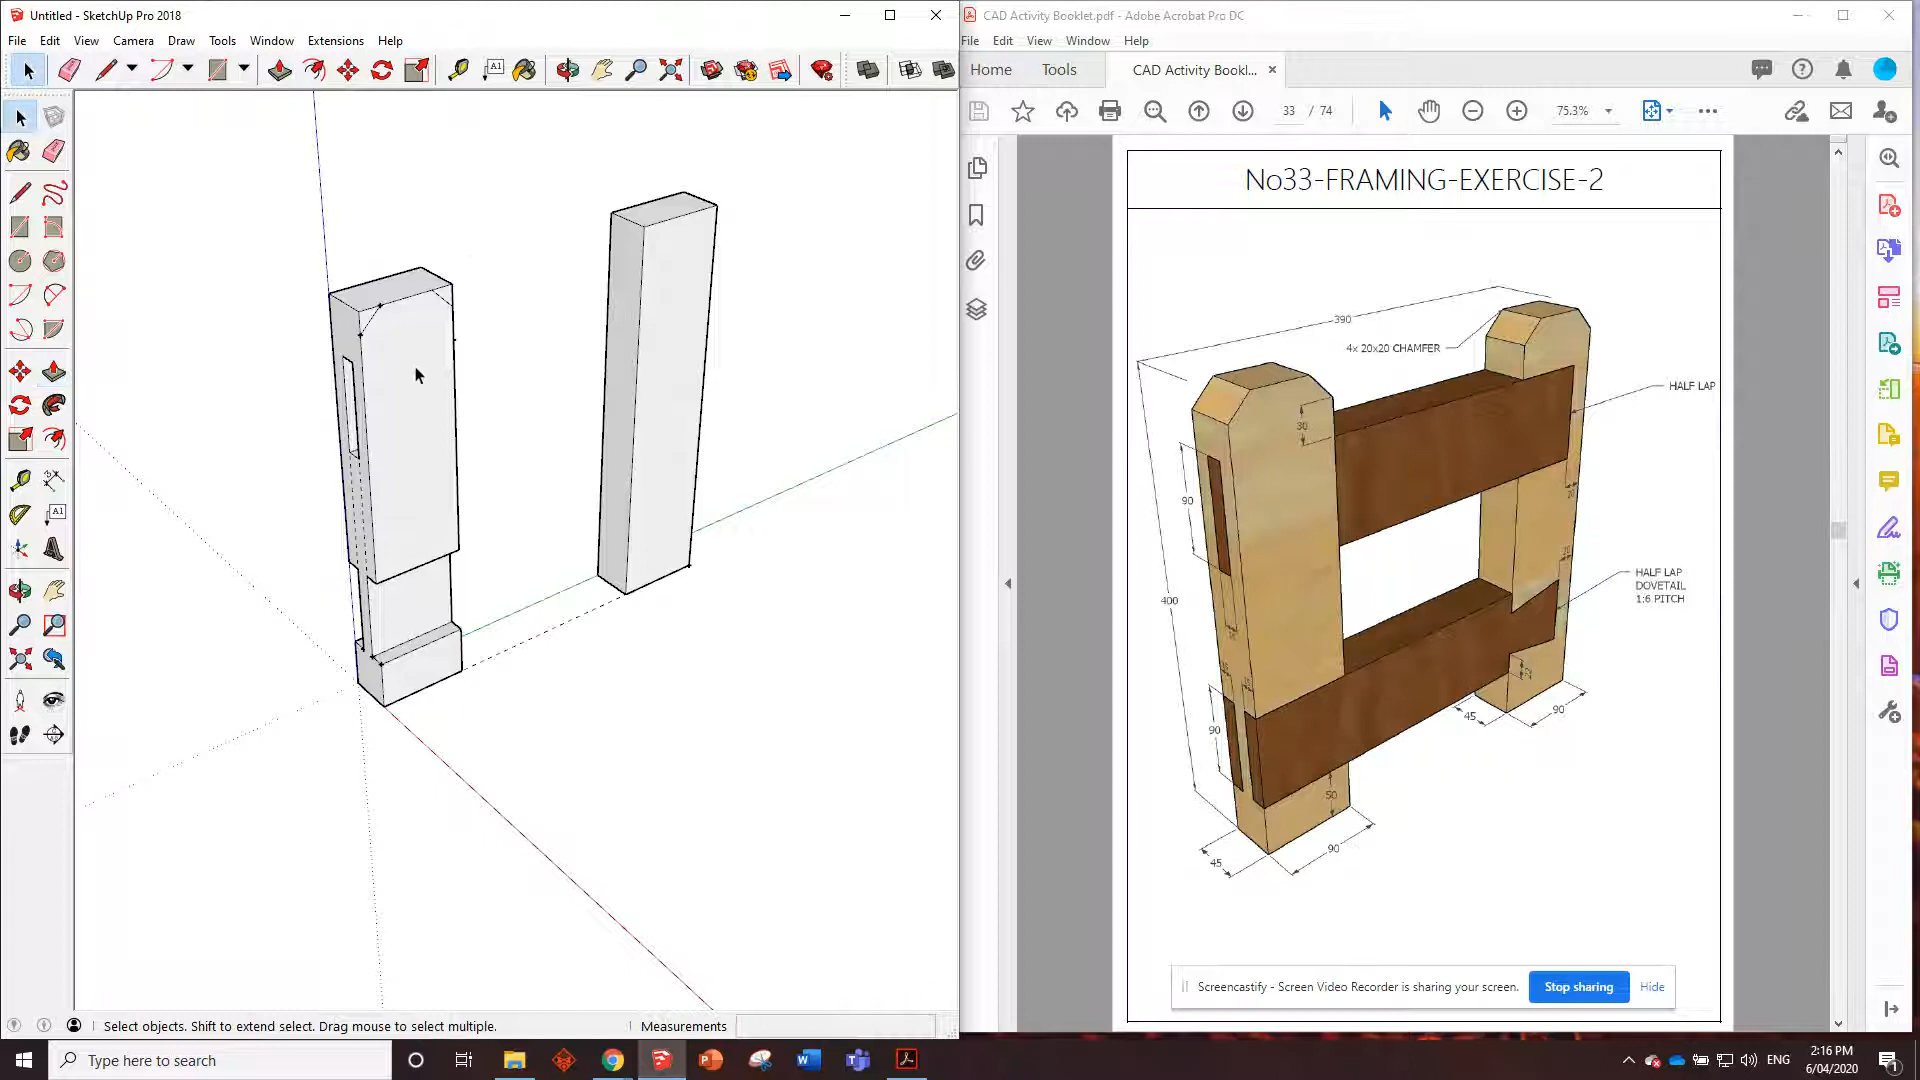 Untitled - SketchUp Pro 2018
File Edit View Camera Draw Tools Window Extensions Help
A1
A1
Select objects. Shift to extend select. Drag mouse to select multiple.
Measurements
CAD Activity Booklet.pdf - Adobe Acrobat Pro DC
File Edit View Window Help
Home Tools CAD Activity Bookl... ×
33 / 74 75.3%
No33-FRAMING-EXERCISE-2
390
4x 20x20 CHAMFER
HALF LAP
30
90
20
400
HALF LAP
DOVETAIL
1:6 PITCH
90
45
90
50
90
45
Screencastify - Screen Video Recorder is sharing your screen. Stop sharing Hide
Type here to search
ENG
2:16 PM
6/04/2020
1